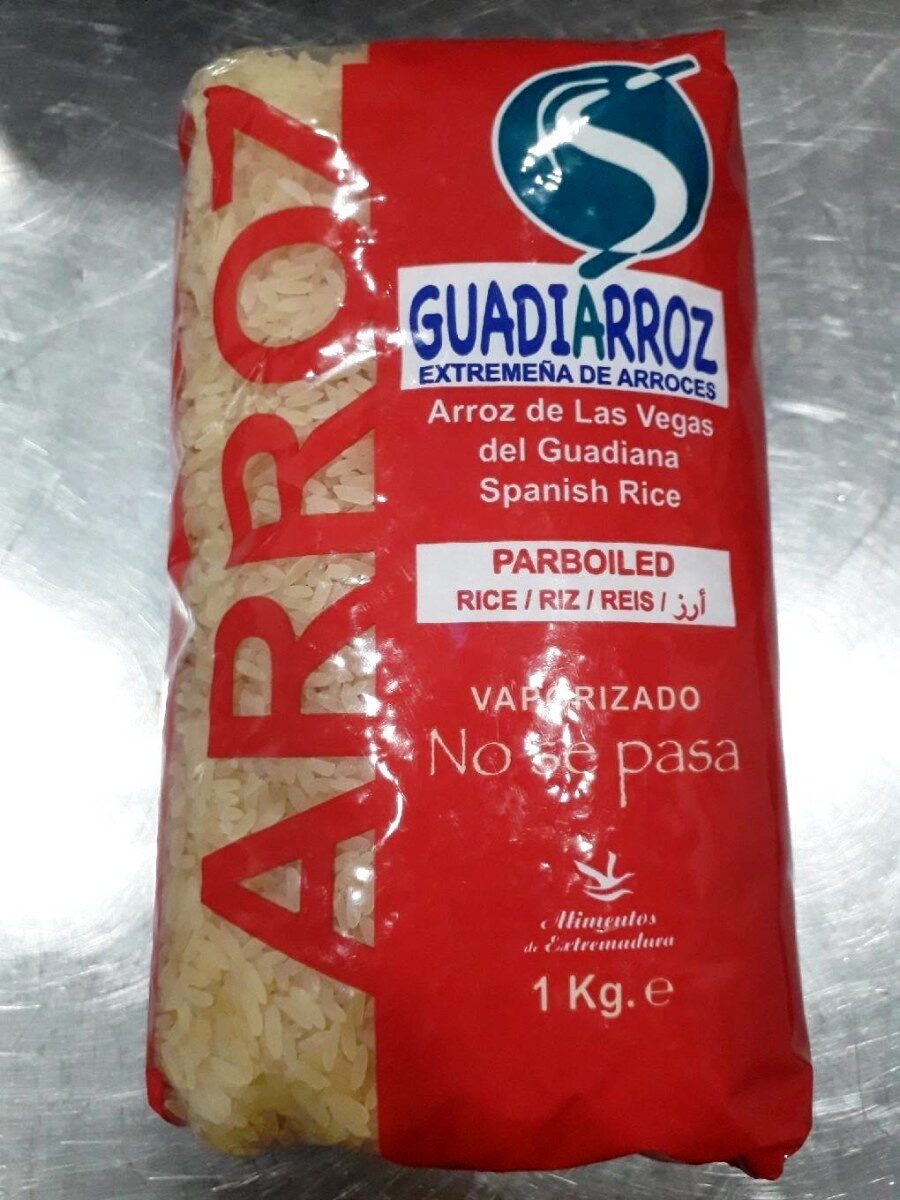 ARROZ
GUADIARROZ
EXTREMEÑA DE ARROCES
Arroz de Las Vegas
del Guadiana
Spanish Rice
PARBOILED
RICE / RIZ / REIS / أرز
VAPORIZADO
No se pasa
Alimentos
de Extremadura
1 Kg. e